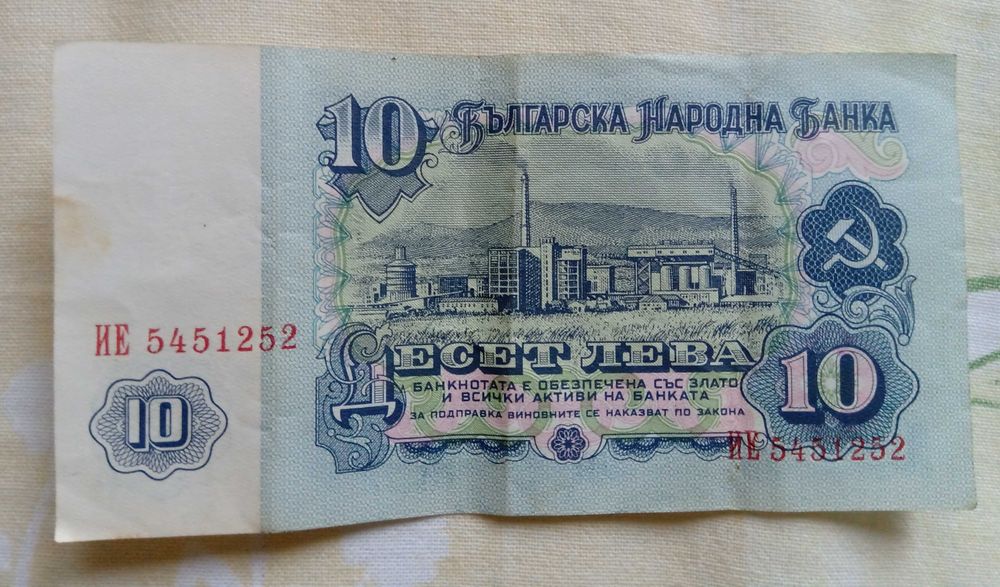 10 БЪЛГАРСКА НАРОДНА БАНКА
ИЕ 5451252
10
ДЕСЕТ ЛЕВА
БАНКНОТАТА Е ОБЕЗПЕЧЕНА СЪС ЗЛАТО
И ВСИЧКИ АКТИВИ НА БАНКАТА
ЗА ПОДПРАВКА ВИНОВНИТЕ СЕ НАКАЗВАТ ПО ЗАКОНА
10
ИЕ 5451252